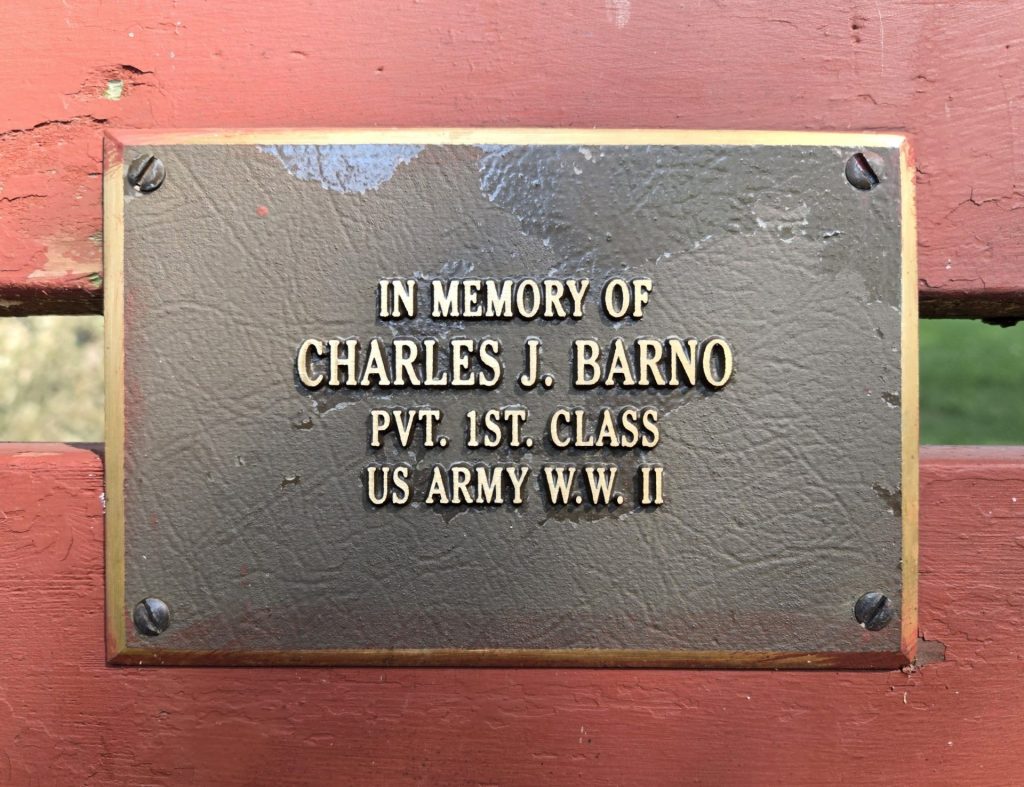 IN MEMORY OF
CHARLES J. BARNO
PVT. 1ST. CLASS
US ARMY W.W. II